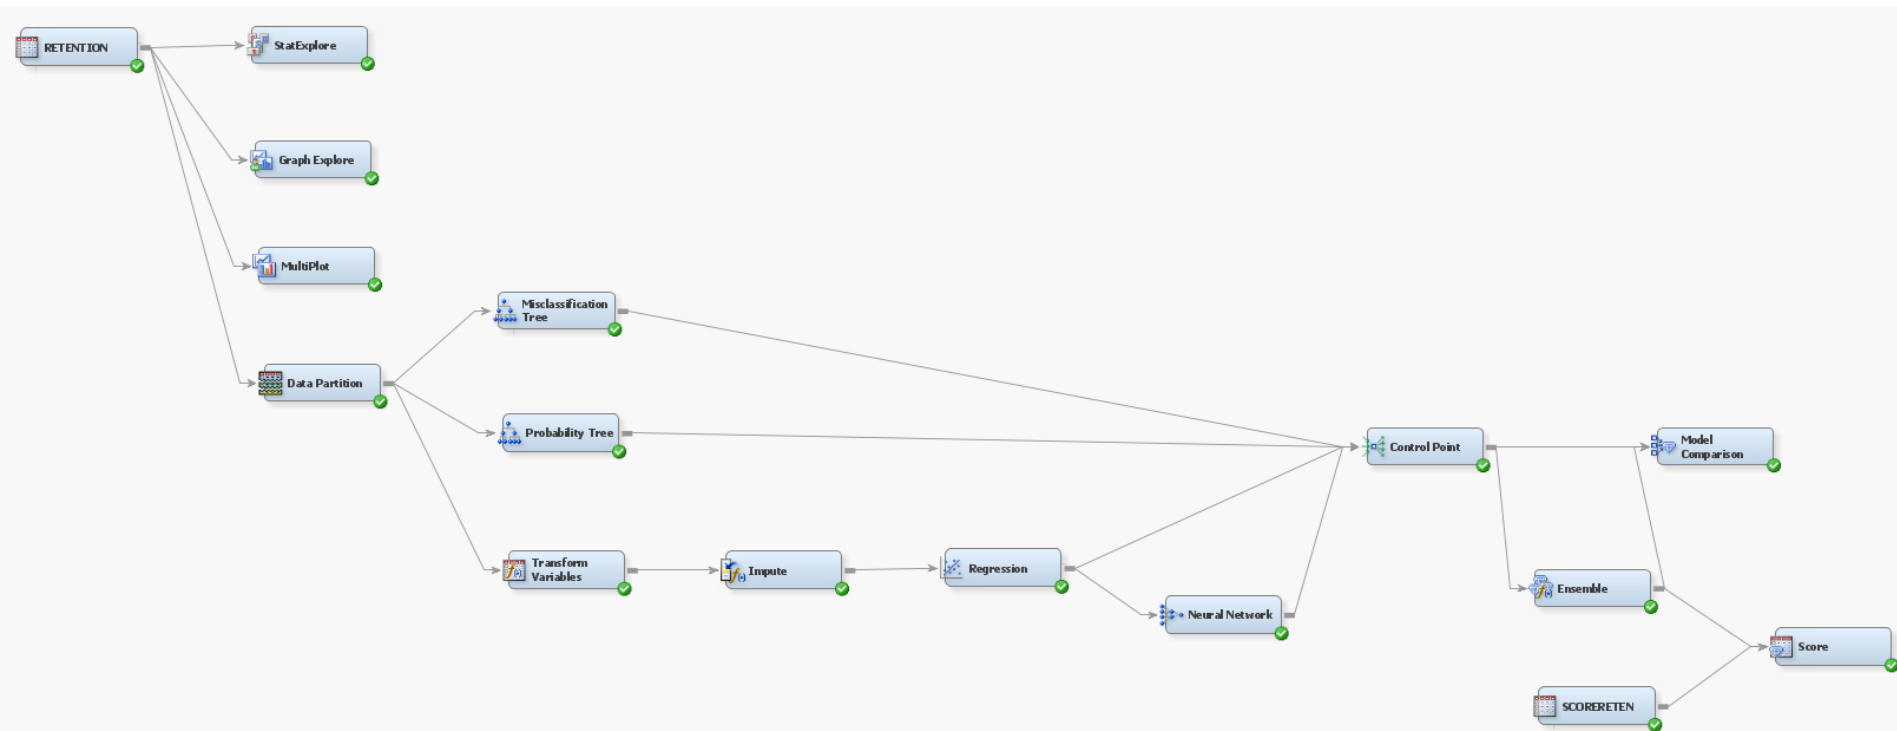 RETENTION
StatExplore
Graph Explore
MultiPlot
Misclassification
Tree
Data Partition
Probability Tree
Control Point
Model
Comparison
Transform
Variables
Impute
Regression
Neural Network
Ensemble
Score
SCORERETEN